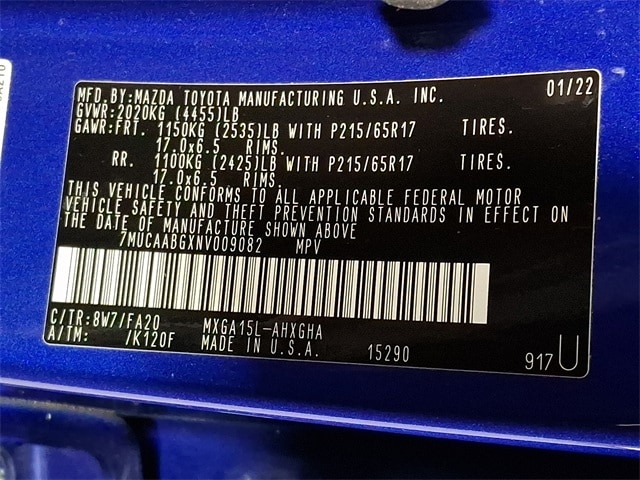 MFD.BY:MAZDA TOYOTA MANUFACTURING U.S.A. INC. 01/22
GVWR:2020KG (4455)LB
GAWR:FRT. 1150KG (2535)LB WITH P215/65R17 TIRES.
17.0x6.5 RIMS.
RR. 1100KG (2425)LB WITH P215/65R17 TIRES.
17.0x6.5 RIMS.
THIS VEHICLE CONFORMS TO ALL APPLICABLE FEDERAL MOTOR
VEHICLE SAFETY AND THEFT PREVENTION STANDARDS IN EFFECT ON
THE DATE OF MANUFACTURE SHOWN ABOVE
7MUCAABGXNV009082 MPV
C/TR:8W7/FA20 MXGA15L-AHXGHA
A/TM: /K120F MADE IN U.S.A. 15290 917 U